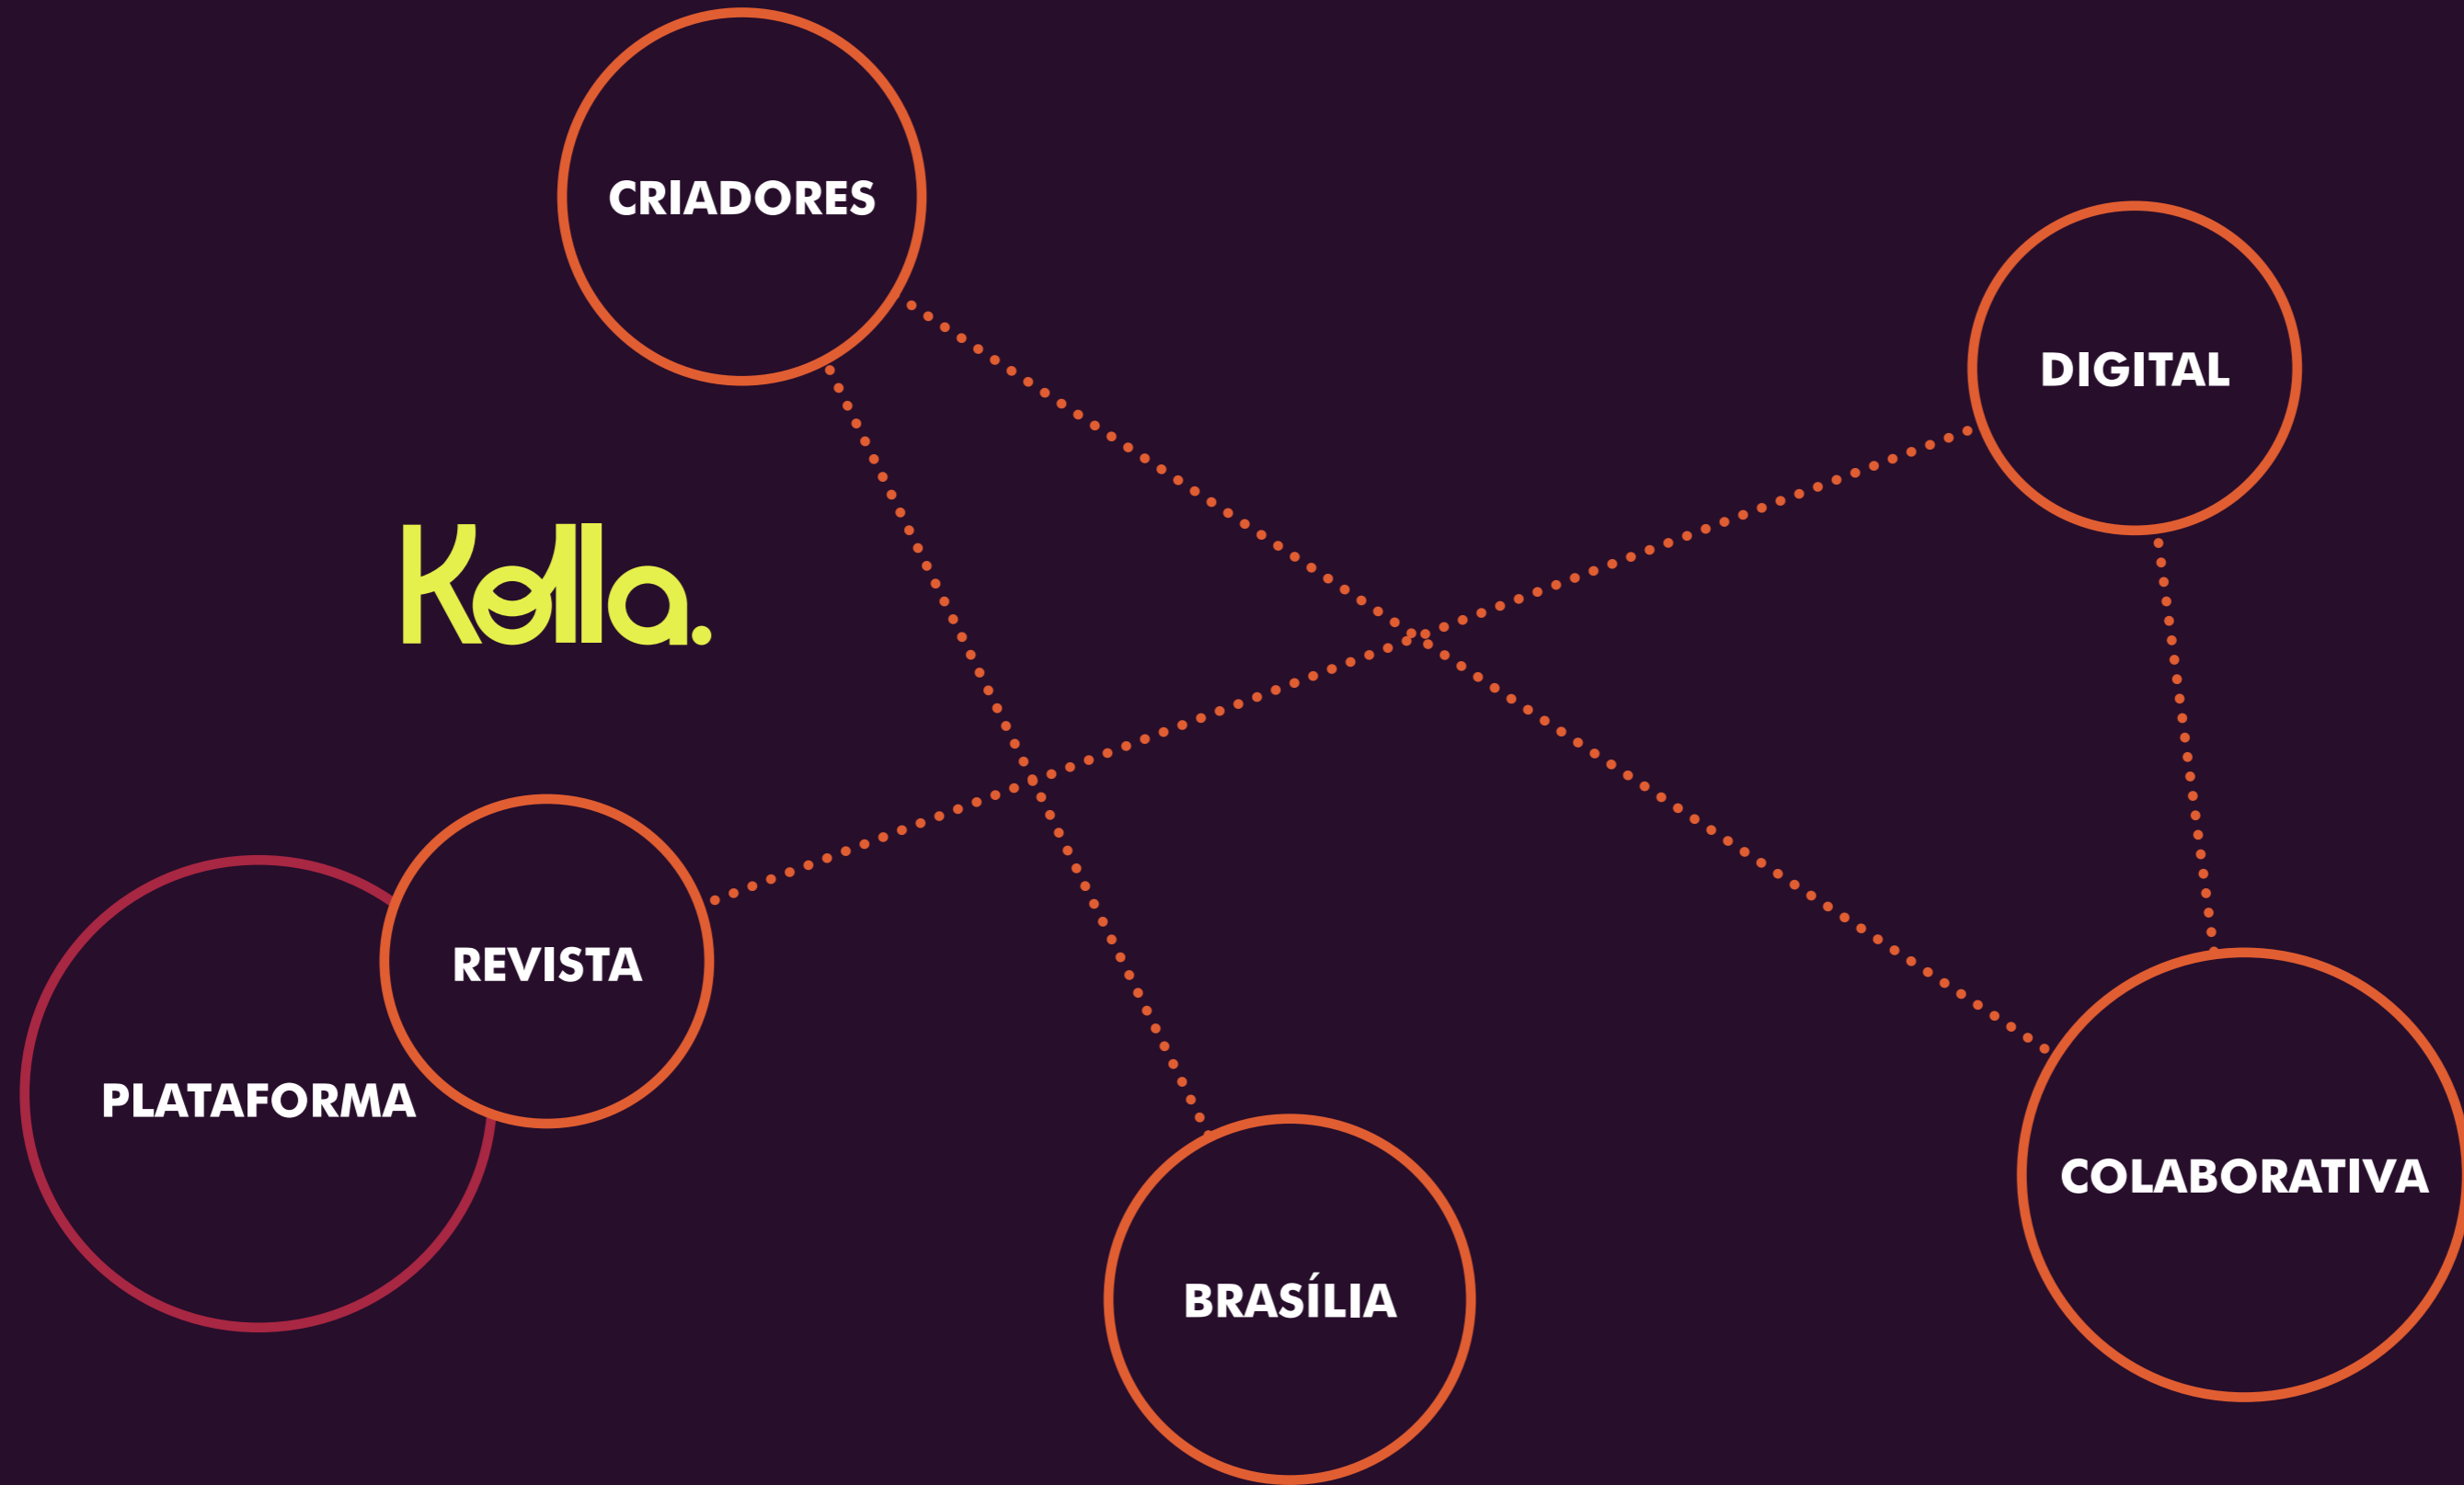 CRIADORES
DIGITAL
Kella.
REVISTA
PLATAFORMA
COLABORATIVA
BRASÍLIA